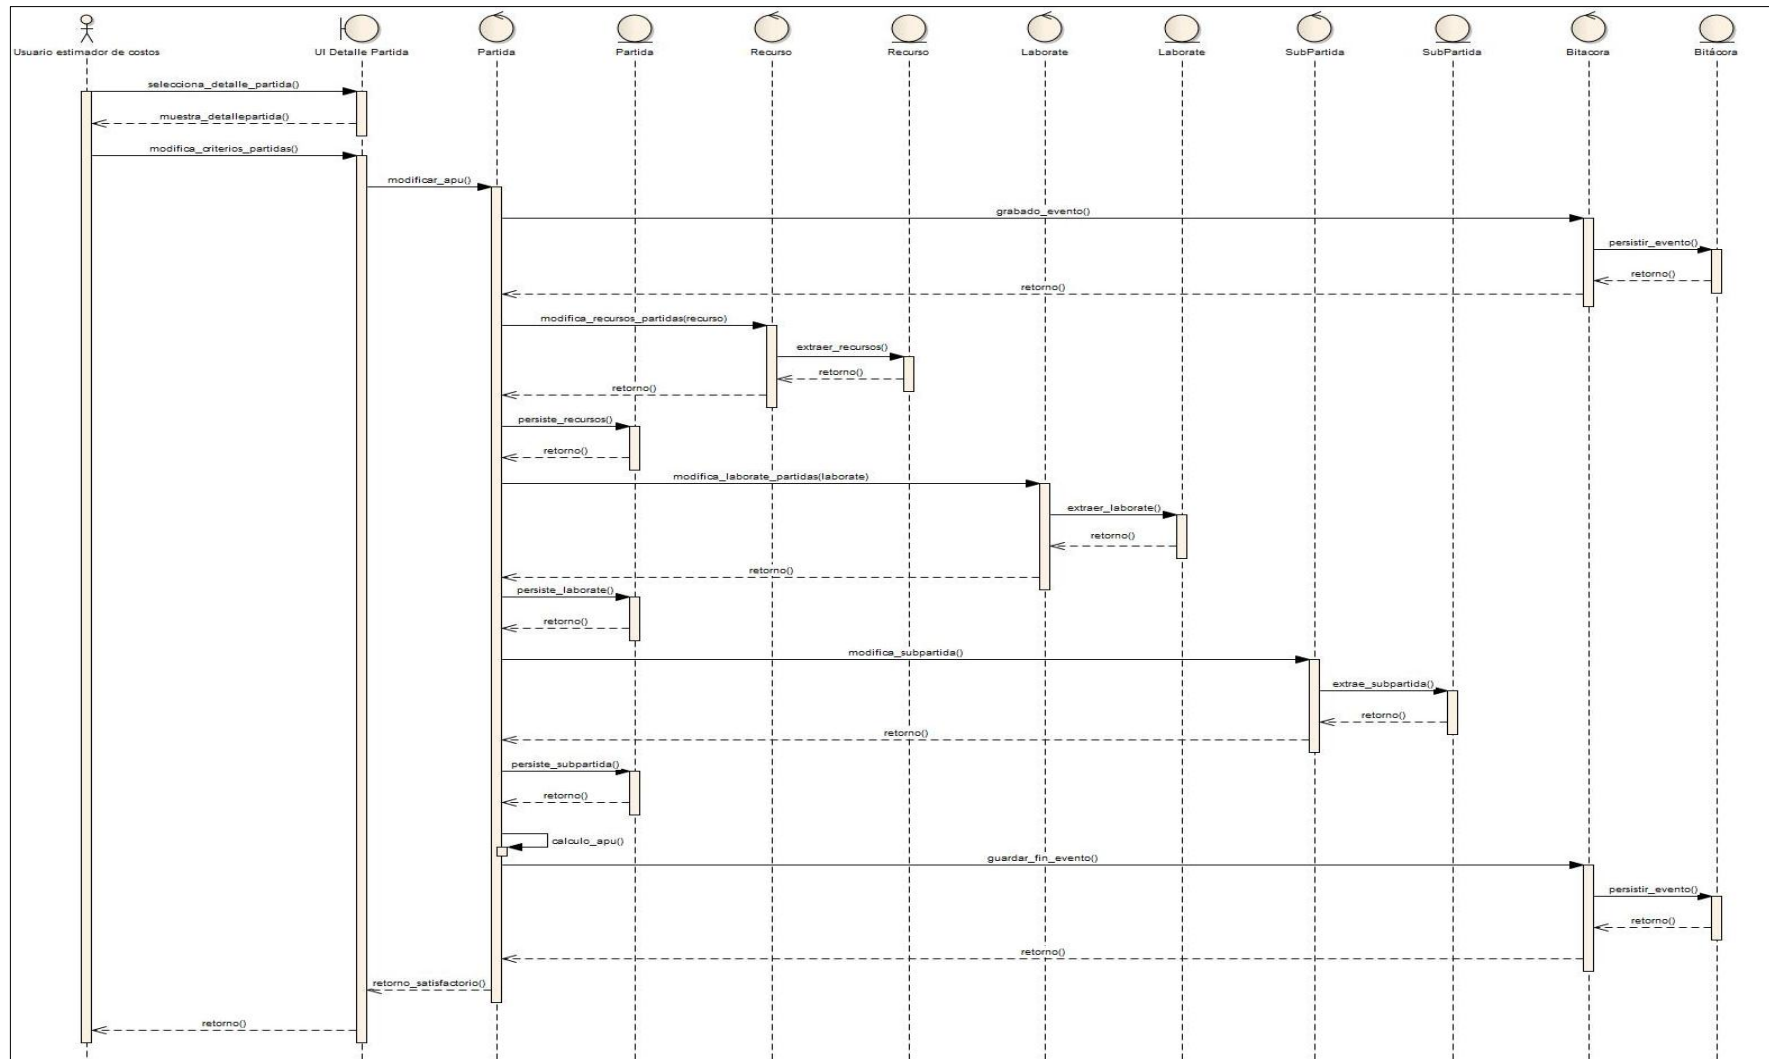 Usuario estimador de costos
UI Detalle Partida
Partida
Partida
Recurso
Recurso
Laborate
Laborate
SubPartida
SubPartida
Bitacora
Bitácora
selecciona_detalle_partida()
muestra_detallepartida()
modifica_criterios_partidas()
modificar_apu()
grabado_evento()
persistir_evento()
retorno()
retorno()
modifica_recursos_partidas(recurso)
extraer_recursos()
retorno()
retorno()
persiste_recursos()
retorno()
modifica_laborate_partidas(laborate)
extraer_laborate()
retorno()
retorno()
persiste_laborate()
retorno()
modifica_subpartida()
extrae_subpartida()
retorno()
retorno()
persiste_subpartida()
retorno()
calculo_apu()
guardar_fin_evento()
persistir_evento()
retorno()
retorno()
retorno_satisfactorio()
retorno()